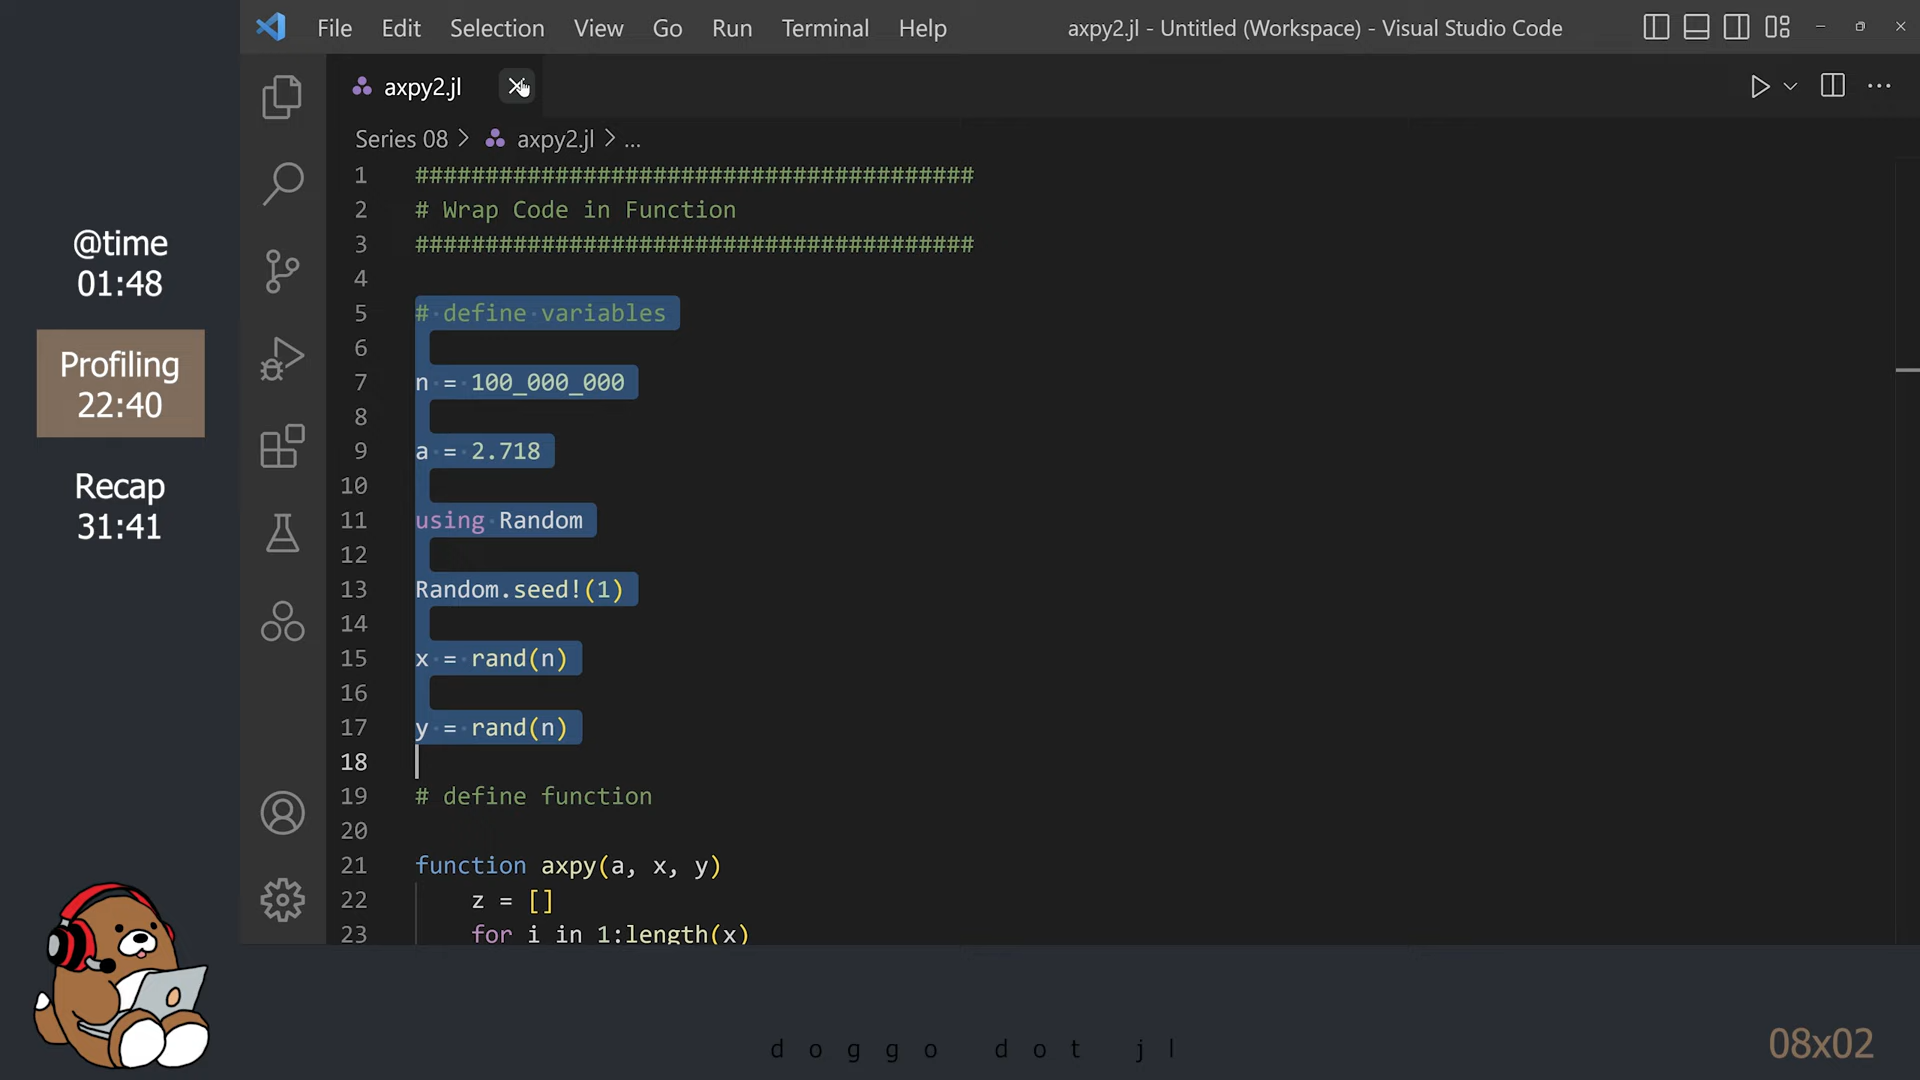 File Edit Selection View Go Run Terminal Help axpy2.jl - Untitled (Workspace) - Visual Studio Code
axpy2.jl
Series 08 > axpy2.jl > ...
@time
01:48
Profiling
22:40
Recap
31:41
1 ########################################
2 # Wrap Code in Function
3 ########################################
4
5 # define variables
6
7 n = 100_000_000
8
9 a = 2.718
10
11 using Random
12
13 Random.seed!(1)
14
15 x = rand(n)
16
17 y = rand(n)
18
19 # define function
20
21 function axpy(a, x, y)
22 z = []
23 for i in 1:length(x)
doggo dot jl
08x02